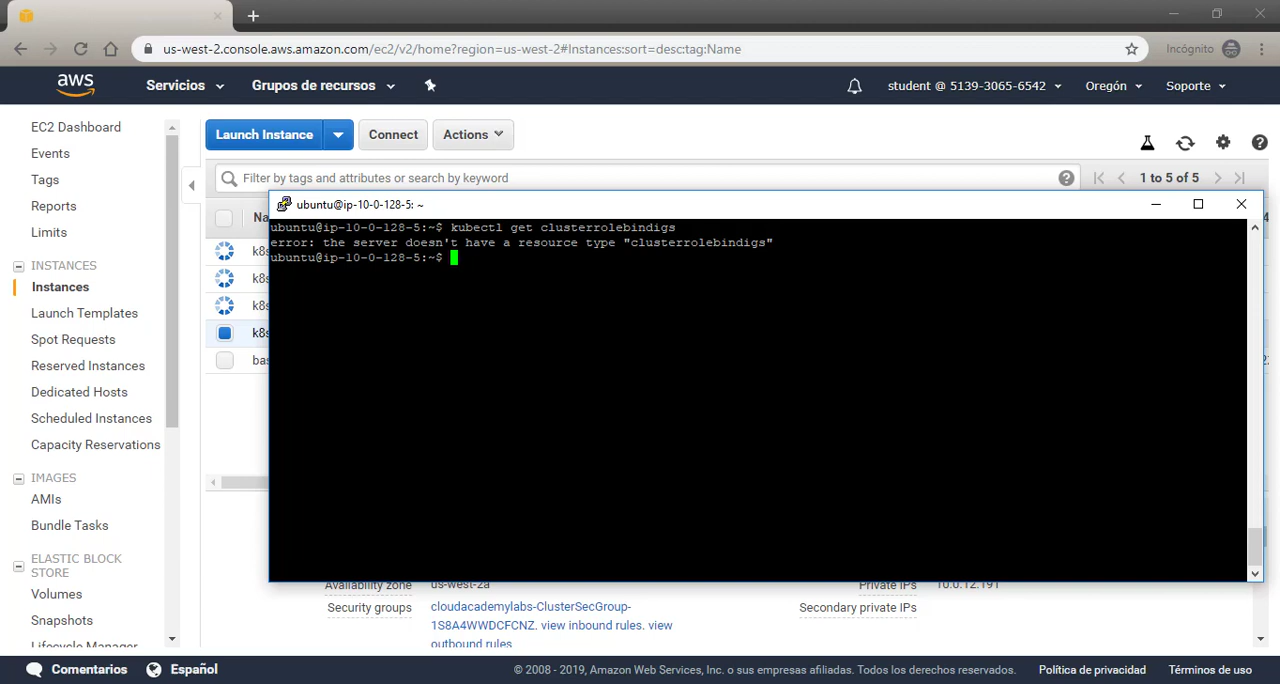 us-west-2.console.aws.amazon.com/ec2/v2/home?region=us-west-2#Instances:sort=desc:tag:Name
Incógnito
aws
Servicios
Grupos de recursos
student @ 5139-3065-6542
Oregón
Soporte
EC2 Dashboard
Events
Tags
Reports
Limits
INSTANCES
Instances
Launch Templates
Spot Requests
Reserved Instances
Dedicated Hosts
Scheduled Instances
Capacity Reservations
IMAGES
AMIs
Bundle Tasks
ELASTIC BLOCK
STORE
Volumes
Snapshots
Lifecycle Manager
Launch Instance
Connect
Actions
Filter by tags and attributes or search by keyword
1 to 5 of 5
Na
k8s
k8s
k8s
k8s
bas
ubuntu@ip-10-0-128-5: ~
ubuntu@ip-10-0-128-5:~$ kubectl get clusterrolebindigs
error: the server doesn't have a resource type "clusterrolebindigs"
ubuntu@ip-10-0-128-5:~$
Availability zone
us-west-2a
Private IPs
10.0.12.191
Security groups
cloudacademylabs-ClusterSecGroup-
1S8A4WWDCFCNZ. view inbound rules. view
outbound rules
Secondary private IPs
Comentarios
Español
© 2008 - 2019, Amazon Web Services, Inc. o sus empresas afiliadas. Todos los derechos reservados.
Política de privacidad
Términos de uso